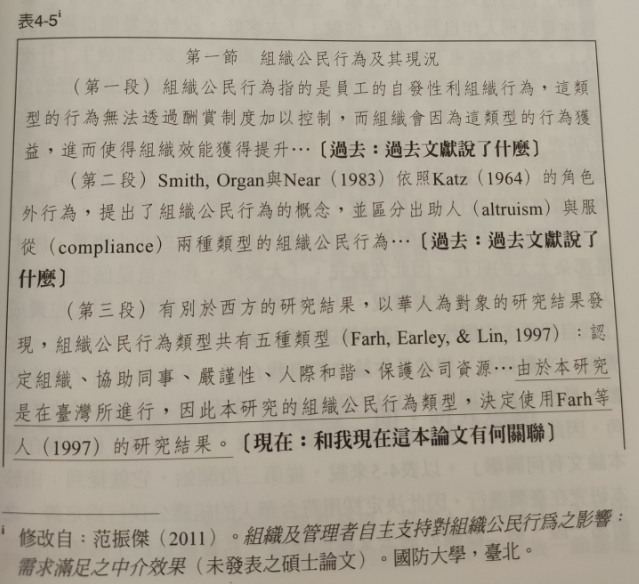 表4-5i
第一節 組織公民行為及其現況
（第一段）組織公民行為指的是員工的自發性利組織行為，這類
型的行為無法透過酬賞制度加以控制，而組織會因為這類型的行為獲
益，進而使得組織效能獲得提升…〔過去：過去文獻說了什麼〕
（第二段）Smith, Organ與Near（1983）依照Katz（1964）的角色
外行為，提出了組織公民行為的概念，並區分出助人（altruism）與服
從（compliance）兩種類型的組織公民行為…〔過去：過去文獻說了
什麼〕
（第三段）有別於西方的研究結果，以華人為對象的研究結果發
現，組織公民行為類型共有五種類型（Farh, Earley, & Lin, 1997）：認
定組織、協助同事、嚴謹性、人際和諧、保護公司資源…由於本研究
是在臺灣所進行，因此本研究的組織公民行為類型，決定使用Farh等
人（1997）的研究結果。〔現在：和我現在這本論文有何關聯〕
i 修改自：范振傑（2011）。組織及管理者自主支持對組織公民行為之影響：
需求滿足之中介效果（未發表之碩士論文）。國防大學，臺北。